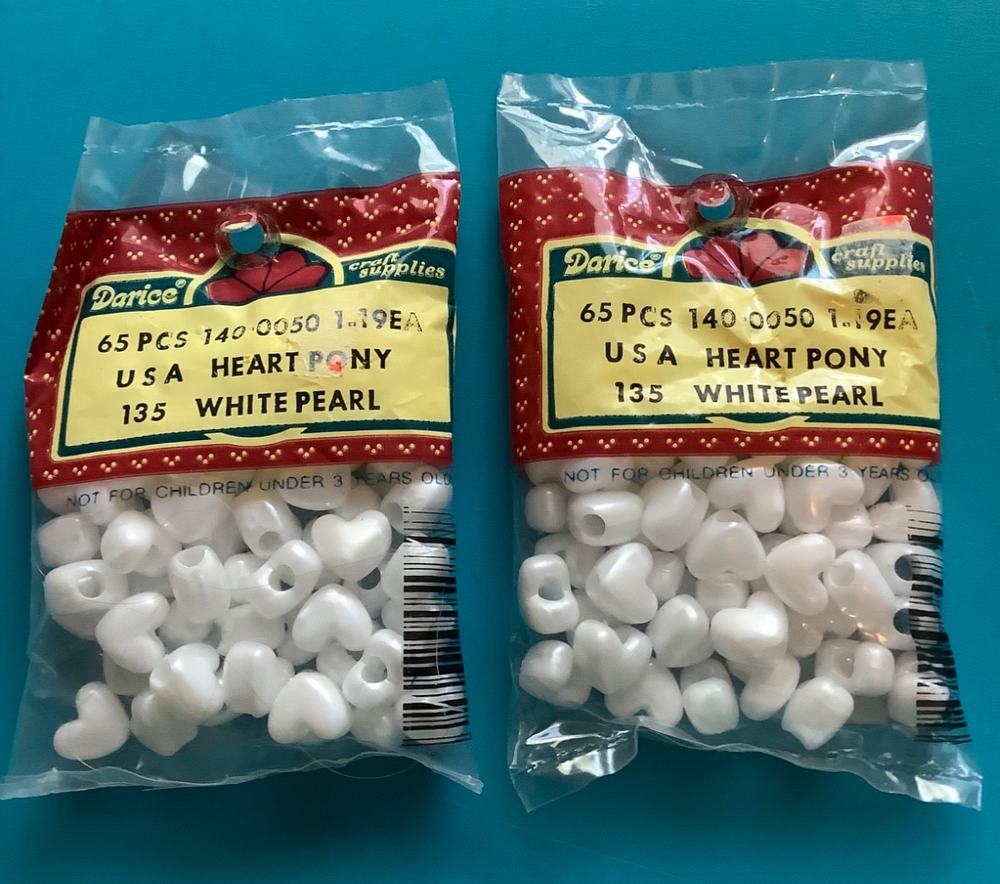 Darice® craft supplies
65 PCS 140-0050 1.19EA
USA HEART PONY
135 WHITE PEARL
NOT FOR CHILDREN UNDER 3 YEARS OLD
Darice® craft supplies
65 PCS 140-0050 1.19EA
USA HEART PONY
135 WHITE PEARL
NOT FOR CHILDREN UNDER 3 YEARS OLD